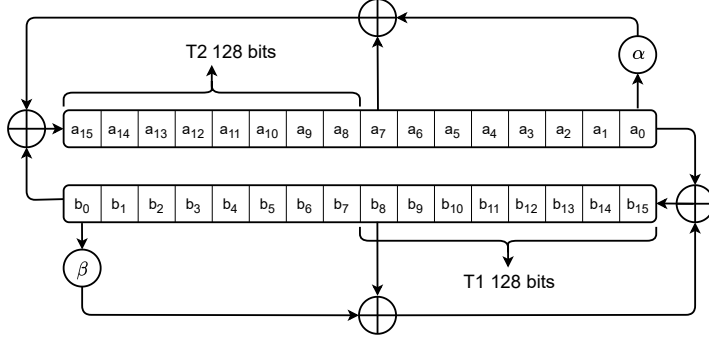 α
T2 128 bits
a15 a14 a13 a12 a11 a10 a9 a8 a7 a6 a5 a4 a3 a2 a1 a0
b0 b1 b2 b3 b4 b5 b6 b7 b8 b9 b10 b11 b12 b13 b14 b15
β
T1 128 bits